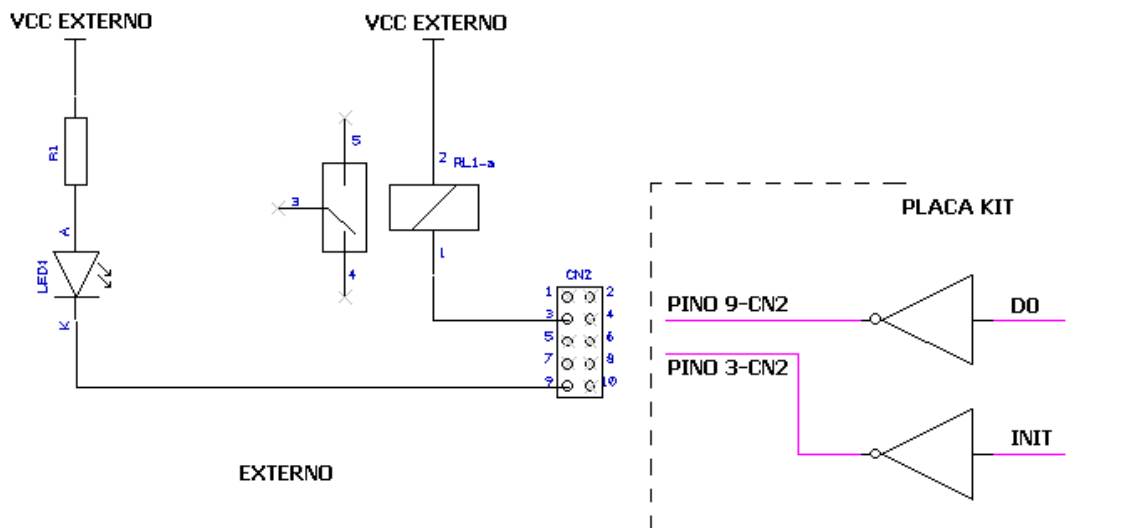 VCC EXTERNO
VCC EXTERNO
R1
A
LED1
K
5
3
4
2
RL1-a
1
CN2
1 2
3 4
5 6
7 8
9 10
EXTERNO
PLACA KIT
PINO 9-CN2
D0
PINO 3-CN2
INIT